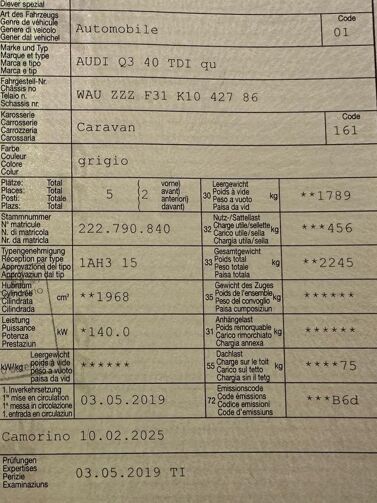 Diever spezial
Art des Fahrzeugs
Genre de véhicule
Genere di veicolo
Gener dal vichel
Automobile
Code
01
Marke und Typ
Marque et type
Marca e tipo
Marca e tip
AUDI Q3 40 TDI qu
Fahrgestell-Nr.
Châssis no
Telaio n.
Schassis nr.
WAU ZZZ F31 K10 427 86
Karosserie
Carrosserie
Carrozzeria
Carossaria
Caravan
Code
161
Farbe
Couleur
Colore
Colur
grigio
Plätze: Total
Places: Total
Posti: Totale
Plazs: Total
5 (2 vorne)
avant)
anteriori)
davant)
30 Leergewicht
Poids à vide
Peso a vuoto
Paisa da vid
kg
**1789
Stammnummer
N° matricule
N. di matricola
Nr. da matricla
222.790.840
32 Nutz-/Sattellast
Charge utile/sellette
Carico utile/sella
Chargia utila/sella
kg
***456
Typengenehmigung
Réception par type
Approvazione del tipo
Approvaziun dal tip
1AH3 15
33 Gesamtgewicht
Poids total
Peso totale
Paisa totala
kg
**2245
Hubraum
Cylindrée
Cilindrata
Cilindrada
cm³
**1968
35 Gewicht des Zuges
Poids de l'ensemble
Peso del convoglio
Paisa cumposiziun
kg
******
Leistung
Puissance
Potenza
Prestaziun
kW
*140.0
31 Anhängelast
Poids remorquable
Carico rimorchiabile
Chargia annexa
kg
******
kW/kg Leergewicht
poids à vide
peso a vuoto
paisa da vid
******
55 Dachlast
Charge sur le toit
Carico sul tetto
Chargia sin il tetg
kg
****75
1. Inverkehrsetzung
1re mise en circulation
1a messa in circolazione
1. entrada en circulaziun
03.05.2019
72 Emissionscode
Code émissions
Codice emissioni
Code d'emissiuns
***B6d
Camorino 10.02.2025
Prüfungen
Expertises
Perizie
Examinaziuns
03.05.2019 TI